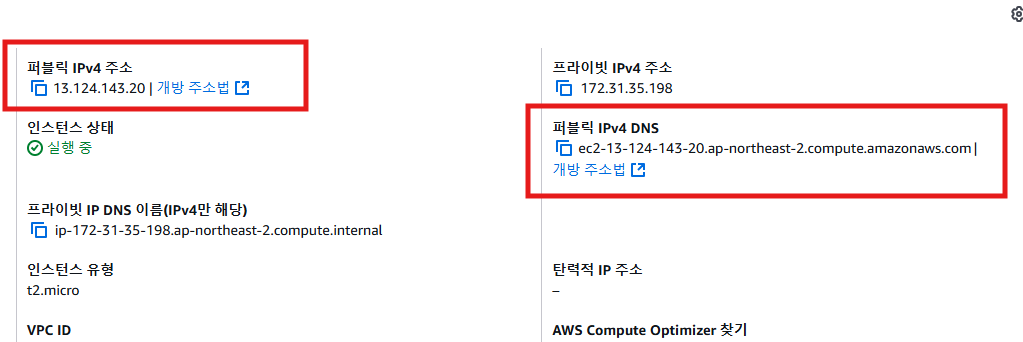 퍼블릭 IPv4 주소
13.124.143.20 | 개방 주소법
인스턴스 상태
실행 중
프라이빗 IP DNS 이름(IPv4만 해당)
ip-172-31-35-198.ap-northeast-2.compute.internal
인스턴스 유형
t2.micro
VPC ID
프라이빗 IPv4 주소
172.31.35.198
퍼블릭 IPv4 DNS
ec2-13-124-143-20.ap-northeast-2.compute.amazonaws.com |
개방 주소법
탄력적 IP 주소
–
AWS Compute Optimizer 찾기